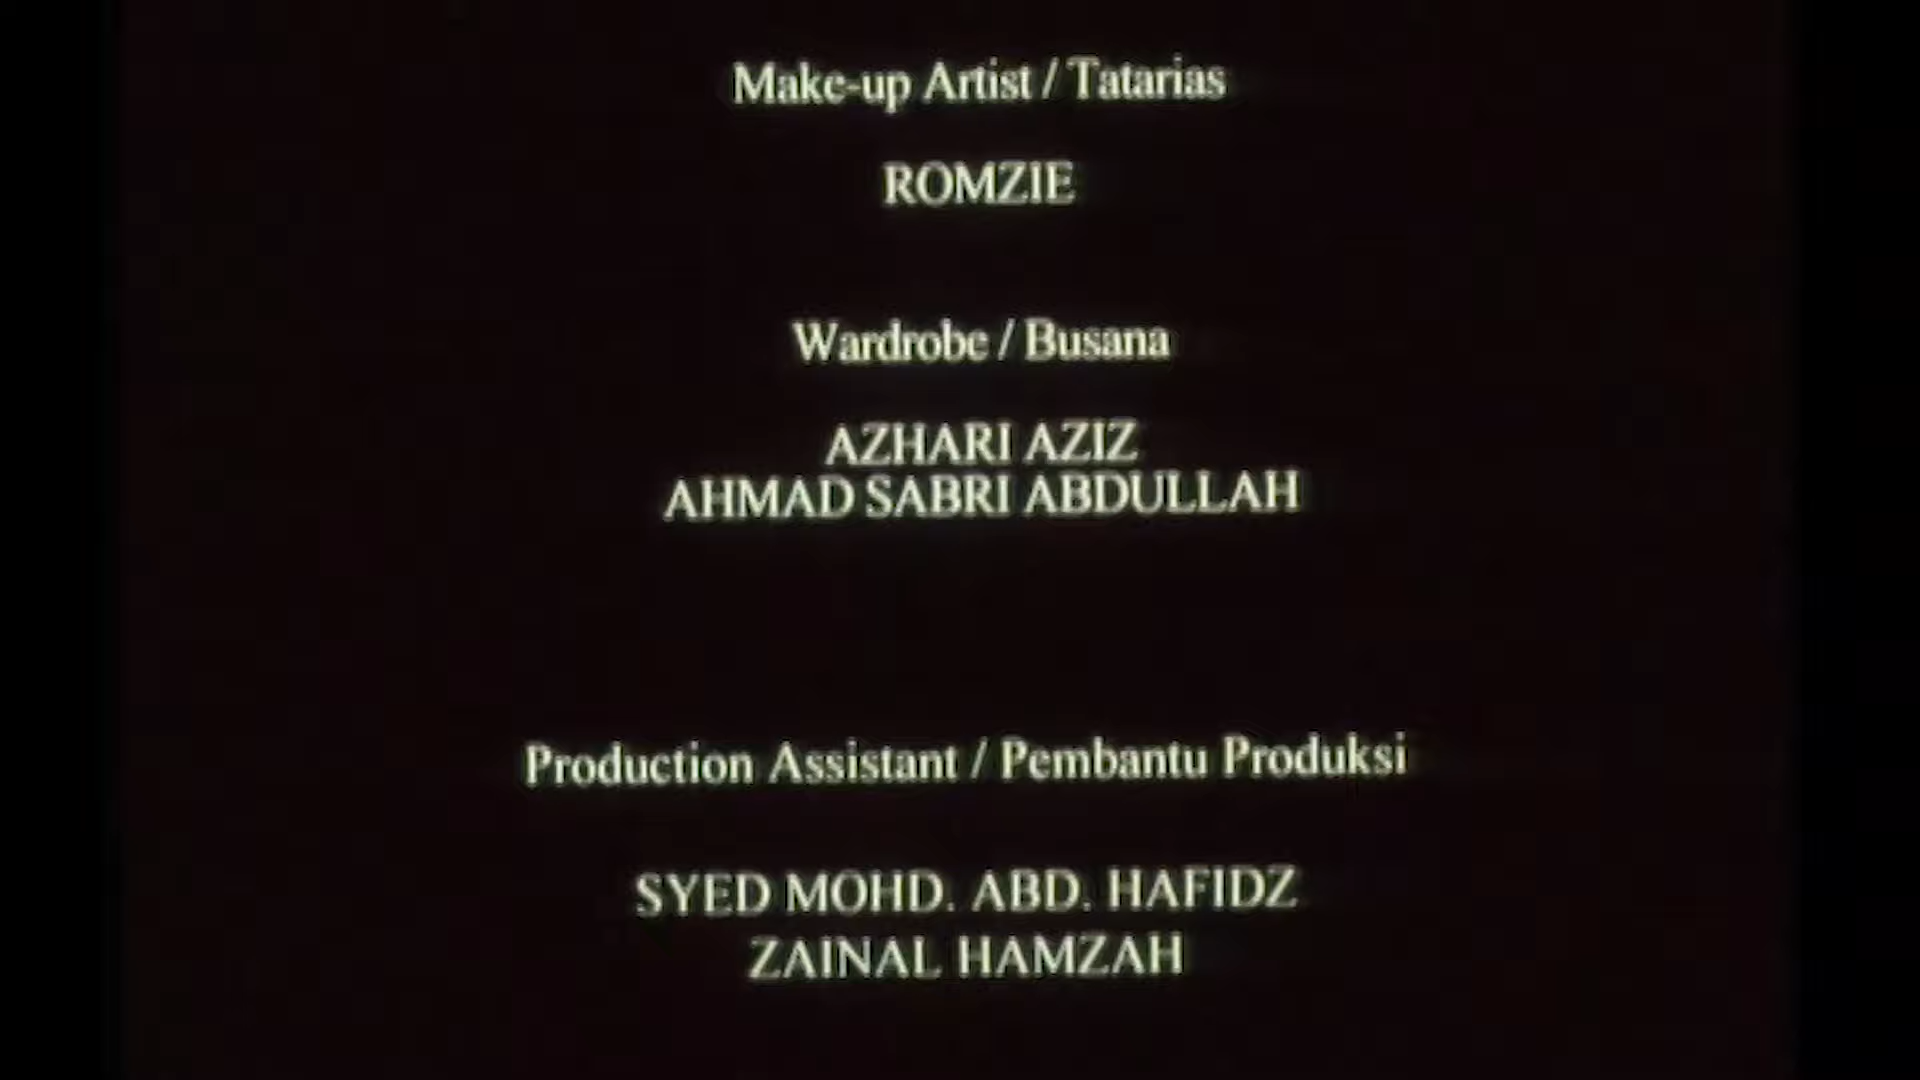 Make-up Artist / Tatarias
ROMZIE
Wardrobe / Busana
AZHARI AZIZ
AHMAD SABRI ABDULLAH
Production Assistant / Pembantu Produksi
SYED MOHD. ABD. HAFIDZ
ZAINAL HAMZAH